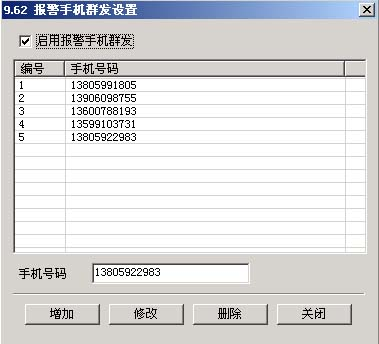 9.62 报警手机群发设置
启用报警手机群发
编号 手机号码
1 13805991805
2 13906098755
3 13600788193
4 13599103731
5 13805922983
手机号码 13805922983
增加 修改 删除 关闭